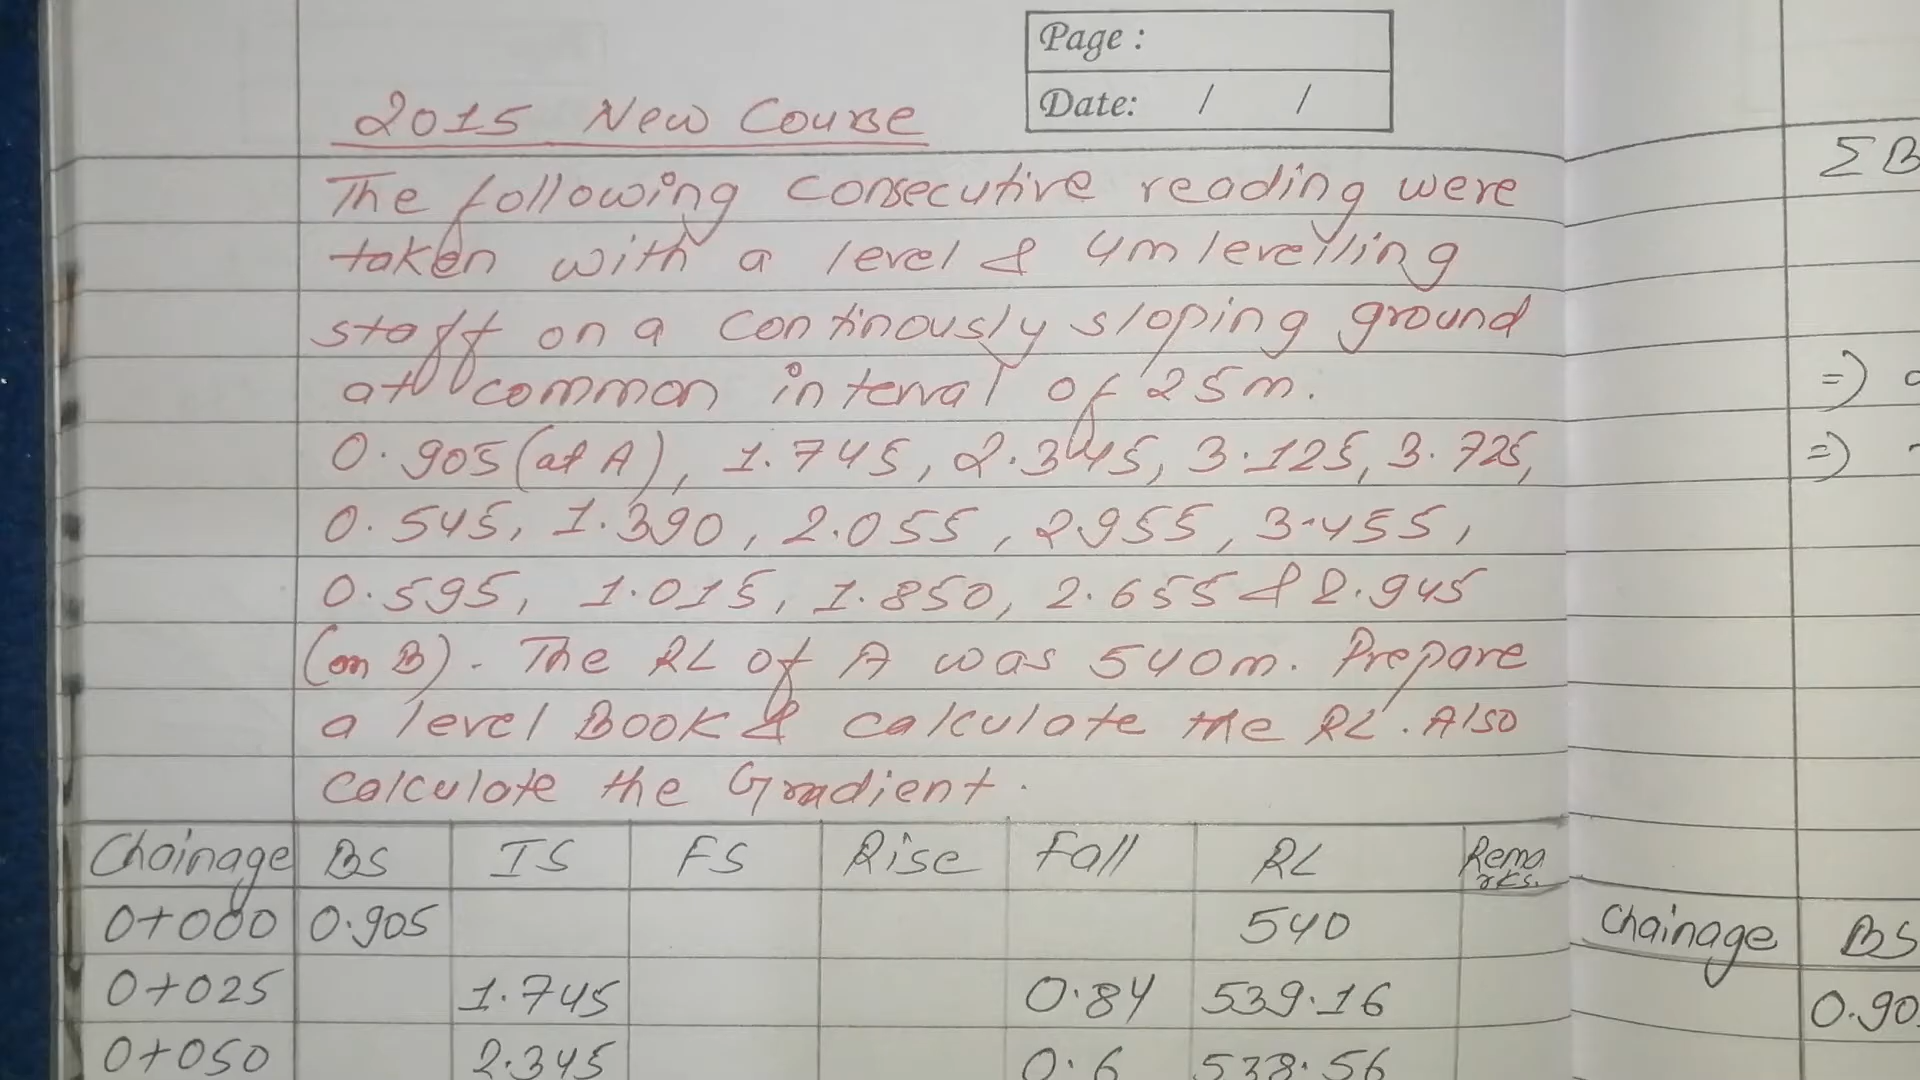 Page :
Date: / /
2015 New Course
The following consecutive reading were
taken with a level & 4m levelling
staff on a continously sloping ground
at common interval of 25m.
0.905 (at A), 1.745, 2.345, 3.125, 3.725,
0.545, 1.390, 2.055, 2.955, 3.455,
0.595, 1.015, 1.850, 2.655 & 2.945
(on B). The RL of A was 540m. Prepare
a level Book & calculate the RL. Also
calculate the Gradient.
Chainage BS IS FS Rise Fall RL Remarks.
0+000 0.905 540
0+025 1.745 0.84 539.16
0+050 2.345 0.6 538.56
Σ B
=)
=)
Chainage BS
0.90